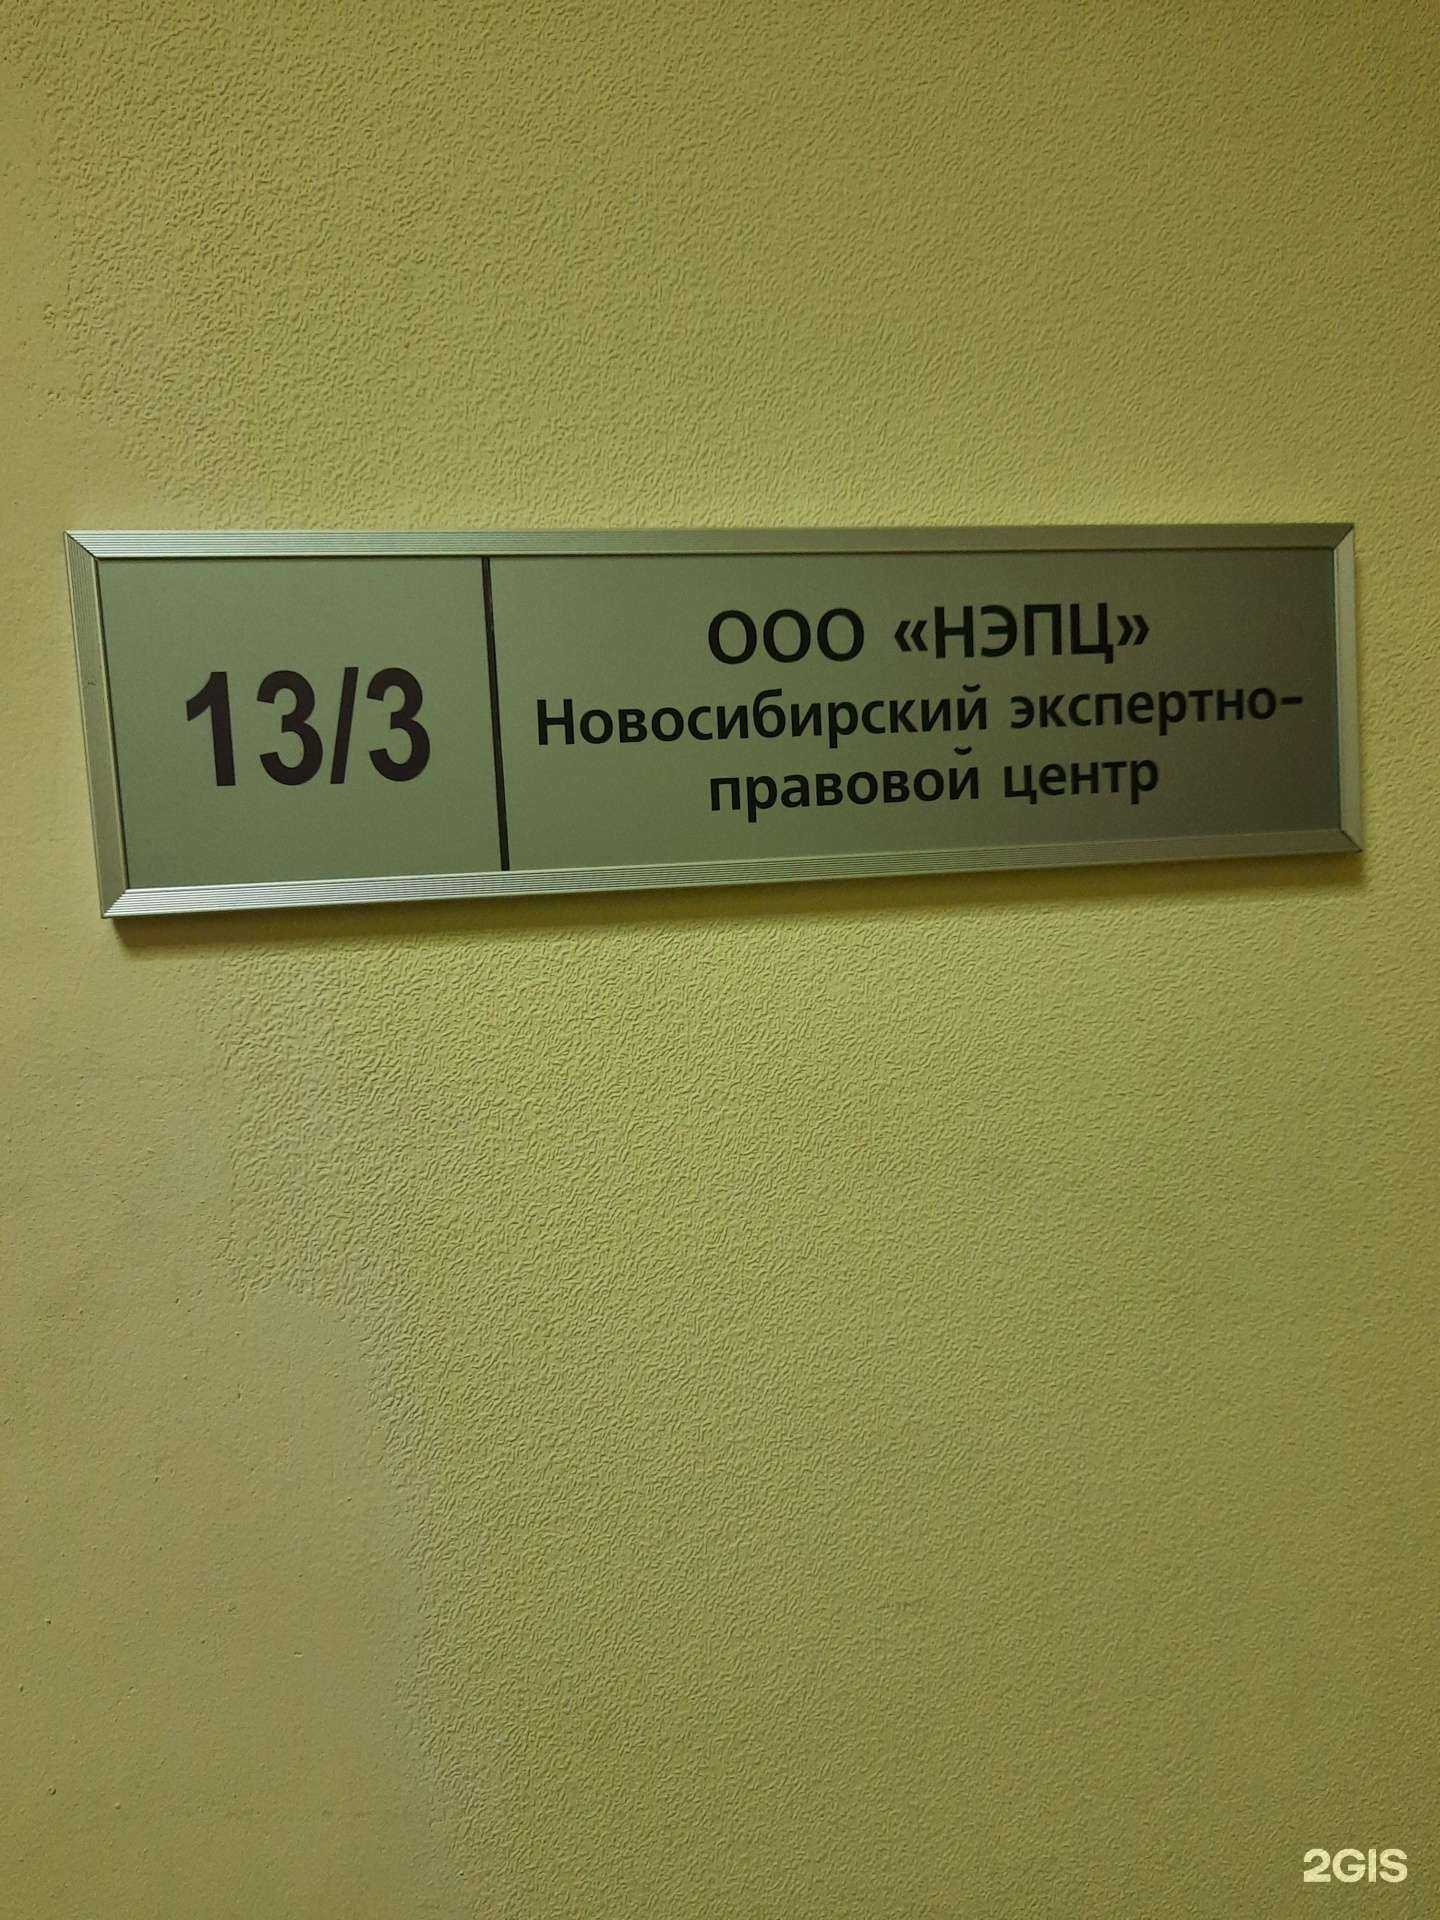 13/3
ООО «НЭПЦ»
Новосибирский экспертно-
правовой центр
2GIS